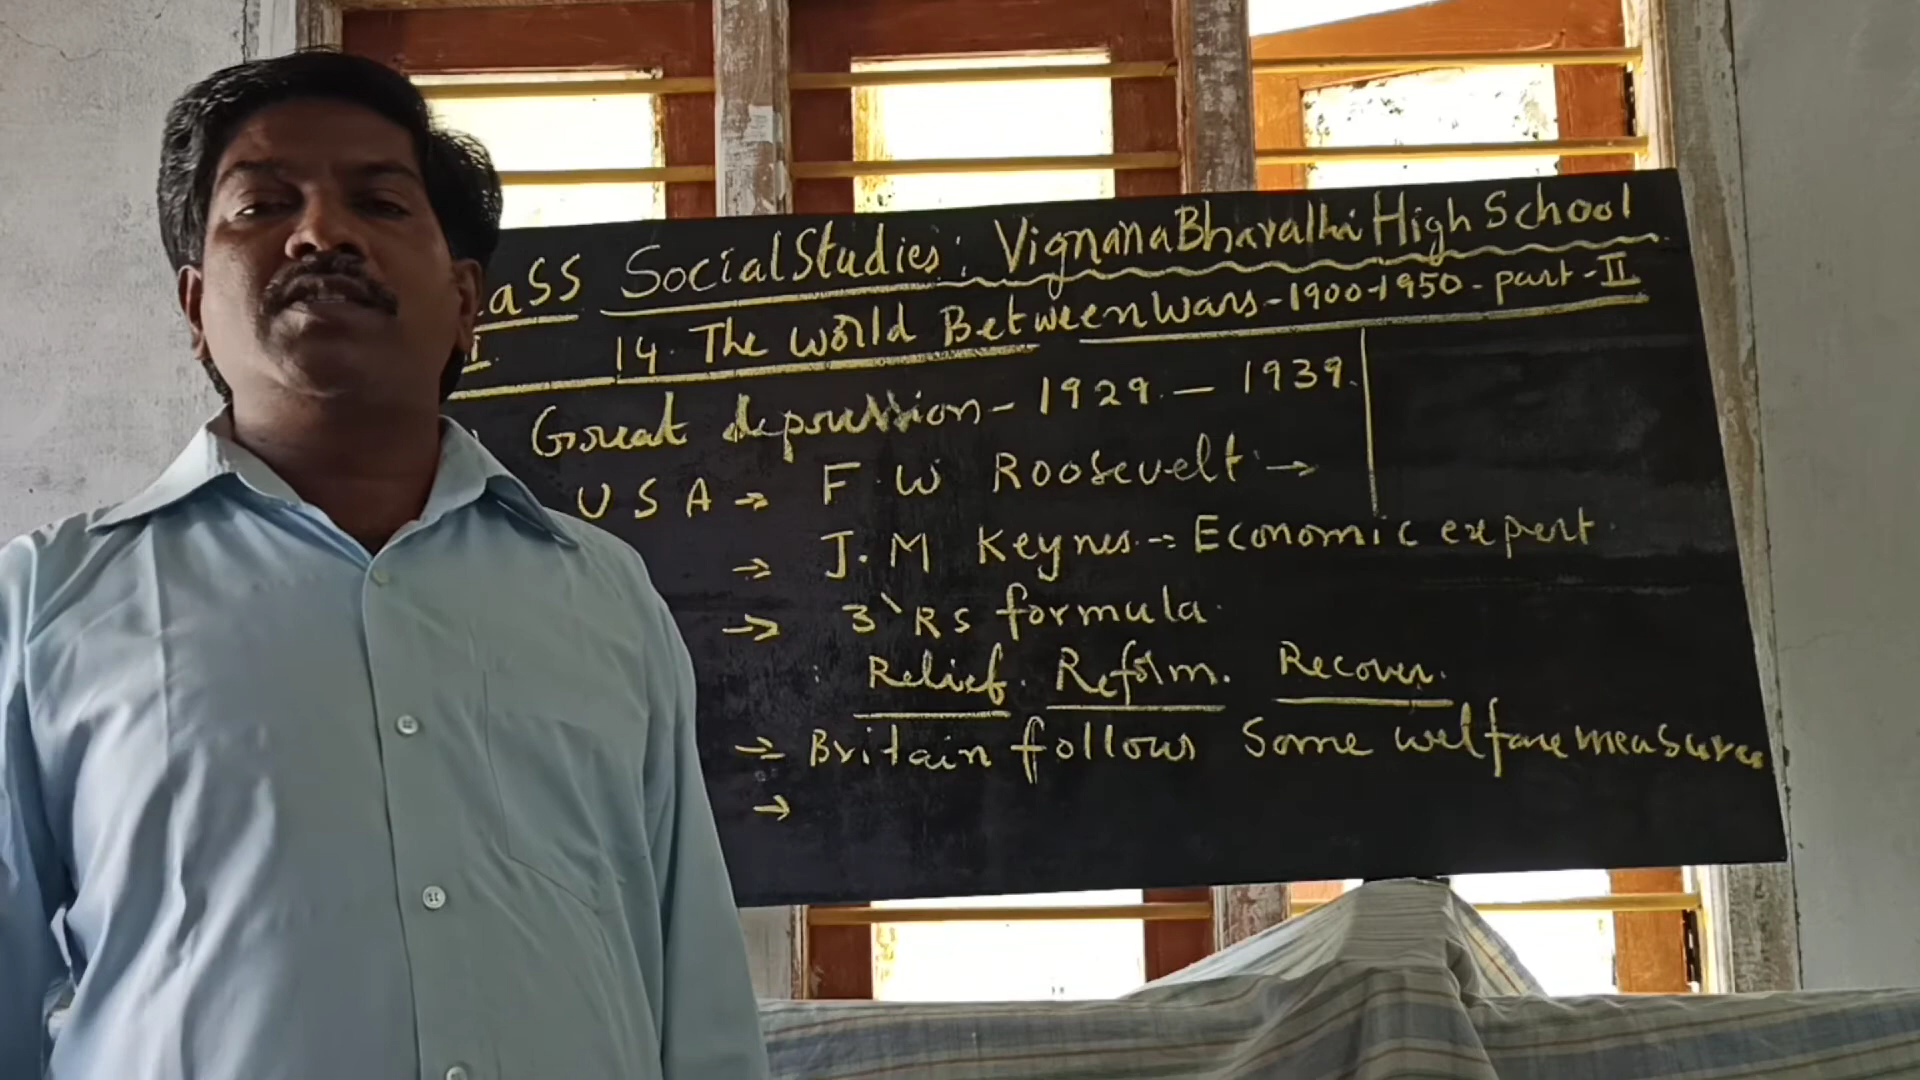 aSS Social Studies: Vignana Bharathi High School
I 14. The World Between Wars - 1900-1950 - part - II
Great depression - 1929 - 1939.
USA → F.W Roosevelt →
→ J.M Keynes → Economic expert.
→ 3'Rs formula.
Relief. Reform. Recover.
→ Britain follows Some welfare measures
→